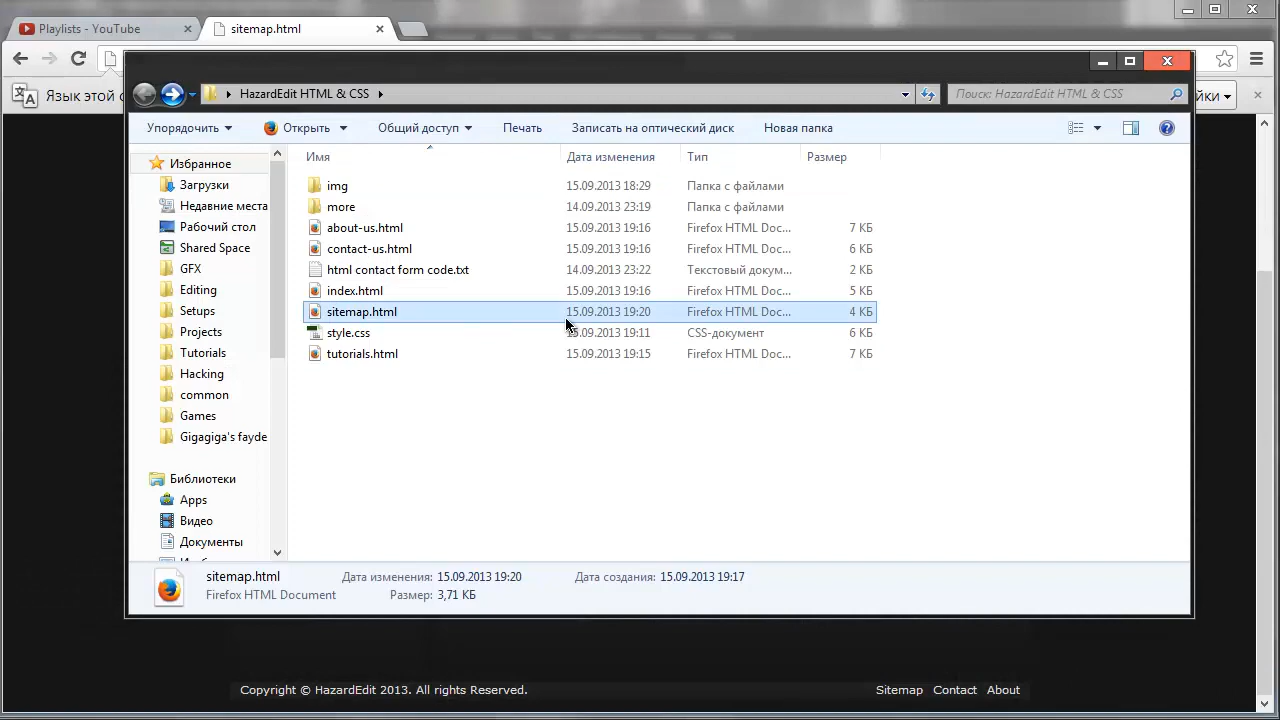 Playlists - YouTube
sitemap.html
Язык этой с
йки
HazardEdit HTML & CSS
Поиск: HazardEdit HTML & CSS
Упорядочить
Открыть
Общий доступ
Печать
Записать на оптический диск
Новая папка
Имя
Дата изменения
Тип
Размер
img 15.09.2013 18:29 Папка с файлами
more 14.09.2013 23:19 Папка с файлами
about-us.html 15.09.2013 19:16 Firefox HTML Doc... 7 КБ
contact-us.html 15.09.2013 19:16 Firefox HTML Doc... 6 КБ
html contact form code.txt 14.09.2013 23:22 Текстовый докум... 2 КБ
index.html 15.09.2013 19:16 Firefox HTML Doc... 5 КБ
sitemap.html 15.09.2013 19:20 Firefox HTML Doc... 4 КБ
style.css 15.09.2013 19:11 CSS-документ 6 КБ
tutorials.html 15.09.2013 19:15 Firefox HTML Doc... 7 КБ
Избранное
Загрузки
Недавние места
Рабочий стол
Shared Space
GFX
Editing
Setups
Projects
Tutorials
Hacking
common
Games
Gigagiga's fayde
Библиотеки
Apps
Видео
Документы
sitemap.html
Firefox HTML Document
Дата изменения: 15.09.2013 19:20
Размер: 3,71 КБ
Дата создания: 15.09.2013 19:17
Copyright © HazardEdit 2013. All rights Reserved.
Sitemap Contact About